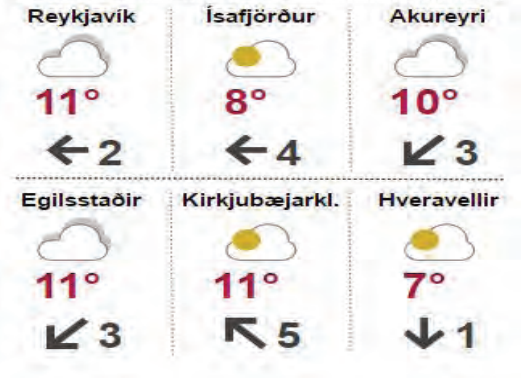 Reykjavík Ísafjörður Akureyri
11° 8° 10°
2 4 3
Egilsstaðir Kirkjubæjarkl. Hveravellir
11° 11° 7°
3 5 1